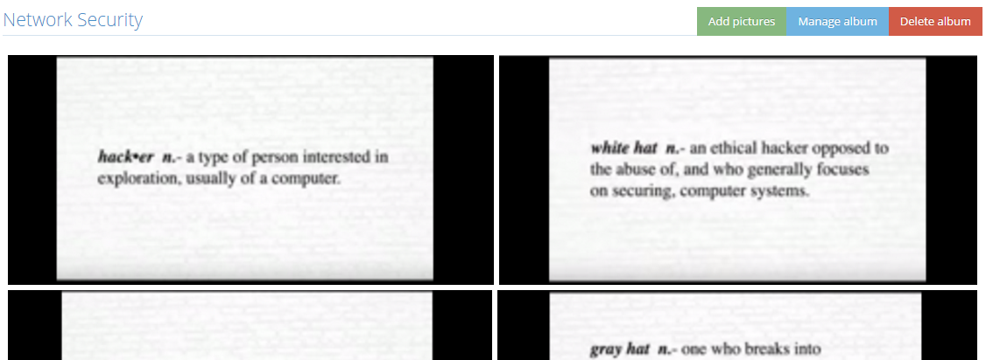 Network Security
Add pictures
Manage album
Delete album
hack•er n.- a type of person interested in
exploration, usually of a computer.
white hat n.- an ethical hacker opposed to
the abuse of, and who generally focuses
on securing, computer systems.
gray hat n.- one who breaks into